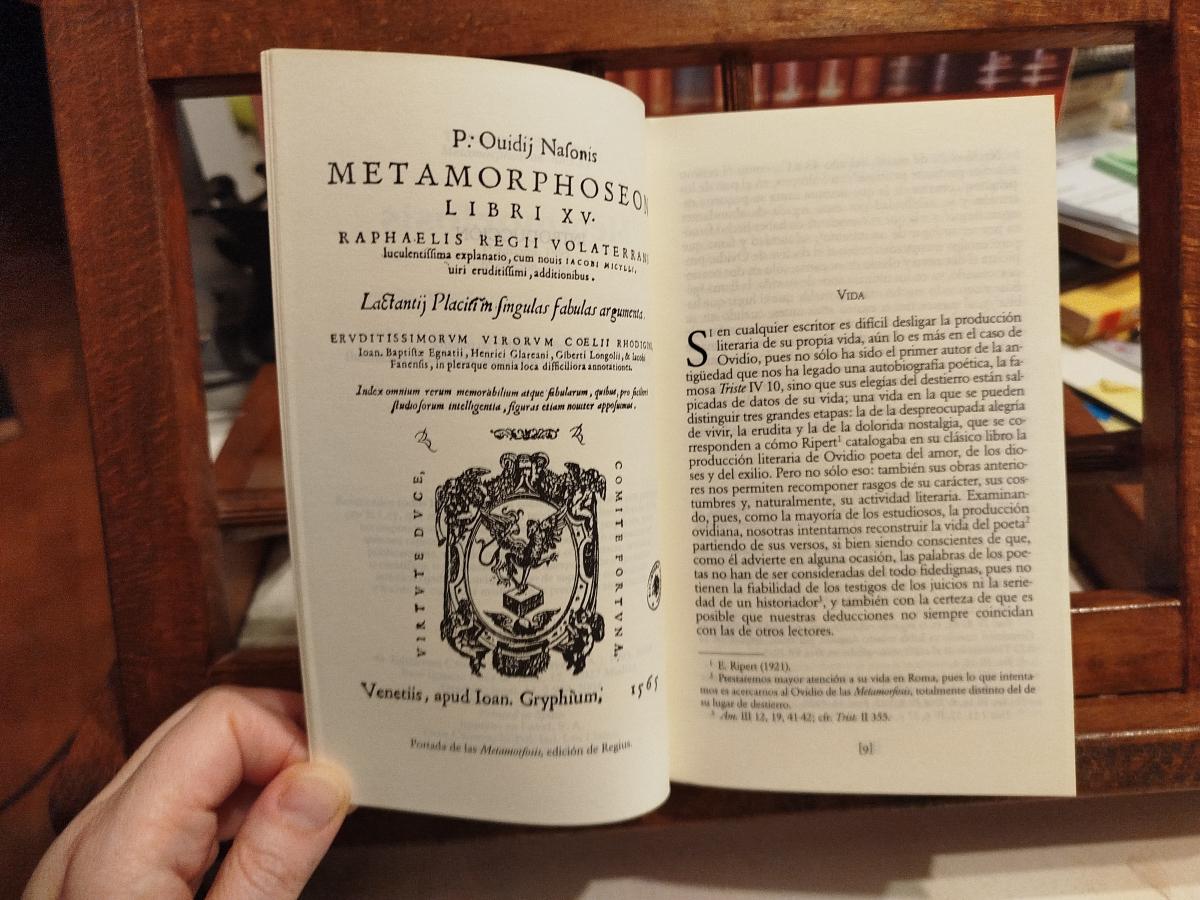 P. Ouidij Naſonis
METAMORPHOSEON
LIBRI XV.
RAPHAELIS REGII VOLATERRANI
luculentiſſima explanatio, cum nouis IACOBI MICYLLI,
uiri eruditiſſimi, additionibus.
Lactantij Placiti in ſingulas fabulas argumenta.
ERVDITISSIMORVM VIRORVM COELII RHODIGINI,
Ioan. Baptiſtæ Egnatii, Henrici Glareani, Giberti Longolii, & Iacobi
Fanenſis, in pleraque omnia loca difficiliora annotationes.
Index omnium rerum memorabilium atque fabularum, quibus, pro faciliori
ſtudioſorum intelligentia, figuras etiam nouiter appoſuimus.
VIRTVTE DVCE,
COMITE FORTVNA.
Venetiis, apud Ioan. Gryphium, 1565
Portada de las Metamorfosis, edición de Regius.
VIDA
SI en cualquier escritor es difícil desligar la producción
literaria de su propia vida, aún lo es más en el caso de
Ovidio, pues no sólo ha sido el primer autor de la an-
tigüedad que nos ha legado una autobiografía poética, la fa-
mosa Triste IV 10, sino que sus elegías del destierro están sal-
picadas de datos de su vida; una vida en la que se pueden
distinguir tres grandes etapas: la de la despreocupada alegría
de vivir, la erudita y la de la dolorida nostalgia, que se co-
rresponden a cómo Ripert¹ catalogaba en su clásico libro la
producción literaria de Ovidio poeta del amor, de los dio-
ses y del exilio. Pero no sólo eso: también sus obras anterio-
res nos permiten recomponer rasgos de su carácter, sus cos-
tumbres y, naturalmente, su actividad literaria. Examinan-
do, pues, como la mayoría de los estudiosos, la producción
ovidiana, nosotras intentamos reconstruir la vida del poeta²
partiendo de sus versos, si bien siendo conscientes de que,
como él advierte en alguna ocasión, las palabras de los poe-
tas no han de ser consideradas del todo fidedignas, pues no
tienen la fiabilidad de los testigos de los juicios ni la serie-
dad de un historiador³, y también con la certeza de que es
posible que nuestras deducciones no siempre coincidan
con las de otros lectores.
¹ E. Ripert (1921).
² Prestaremos mayor atención a su vida en Roma, pues lo que intenta-
mos es acercarnos al Ovidio de las Metamorfosis, totalmente distinto del de
su lugar de destierro.
³ Am. III 12, 19, 41-42; cfr. Trist. II 355.
[9]